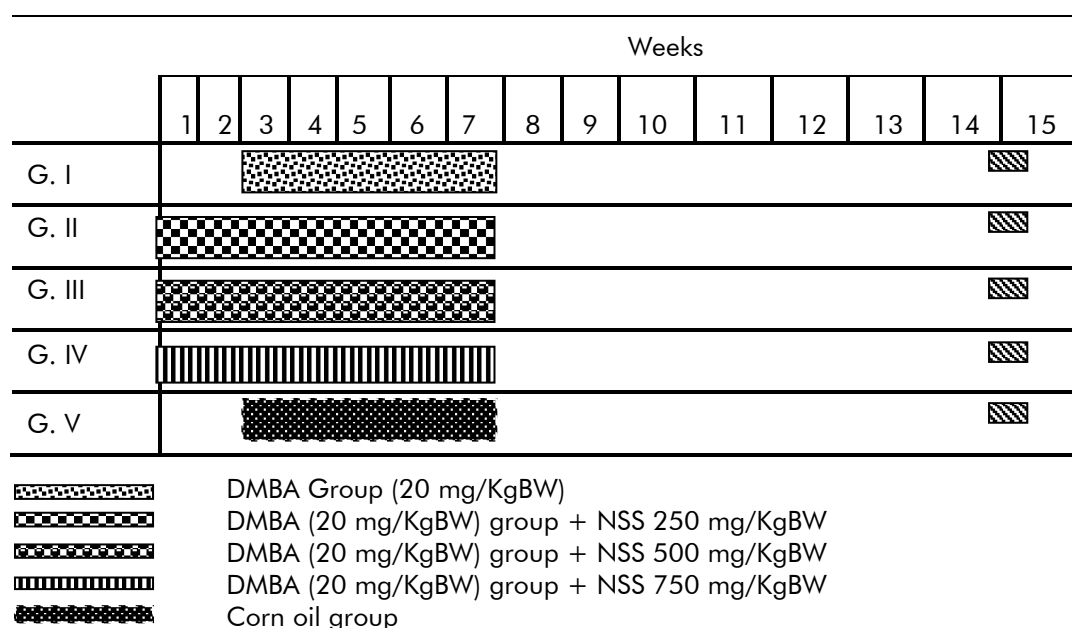 Weeks
1 2 3 4 5 6 7 8 9 10 11 12 13 14 15
G. I
G. II
G. III
G. IV
G. V
DMBA Group (20 mg/KgBW)
DMBA (20 mg/KgBW) group + NSS 250 mg/KgBW
DMBA (20 mg/KgBW) group + NSS 500 mg/KgBW
DMBA (20 mg/KgBW) group + NSS 750 mg/KgBW
Corn oil group